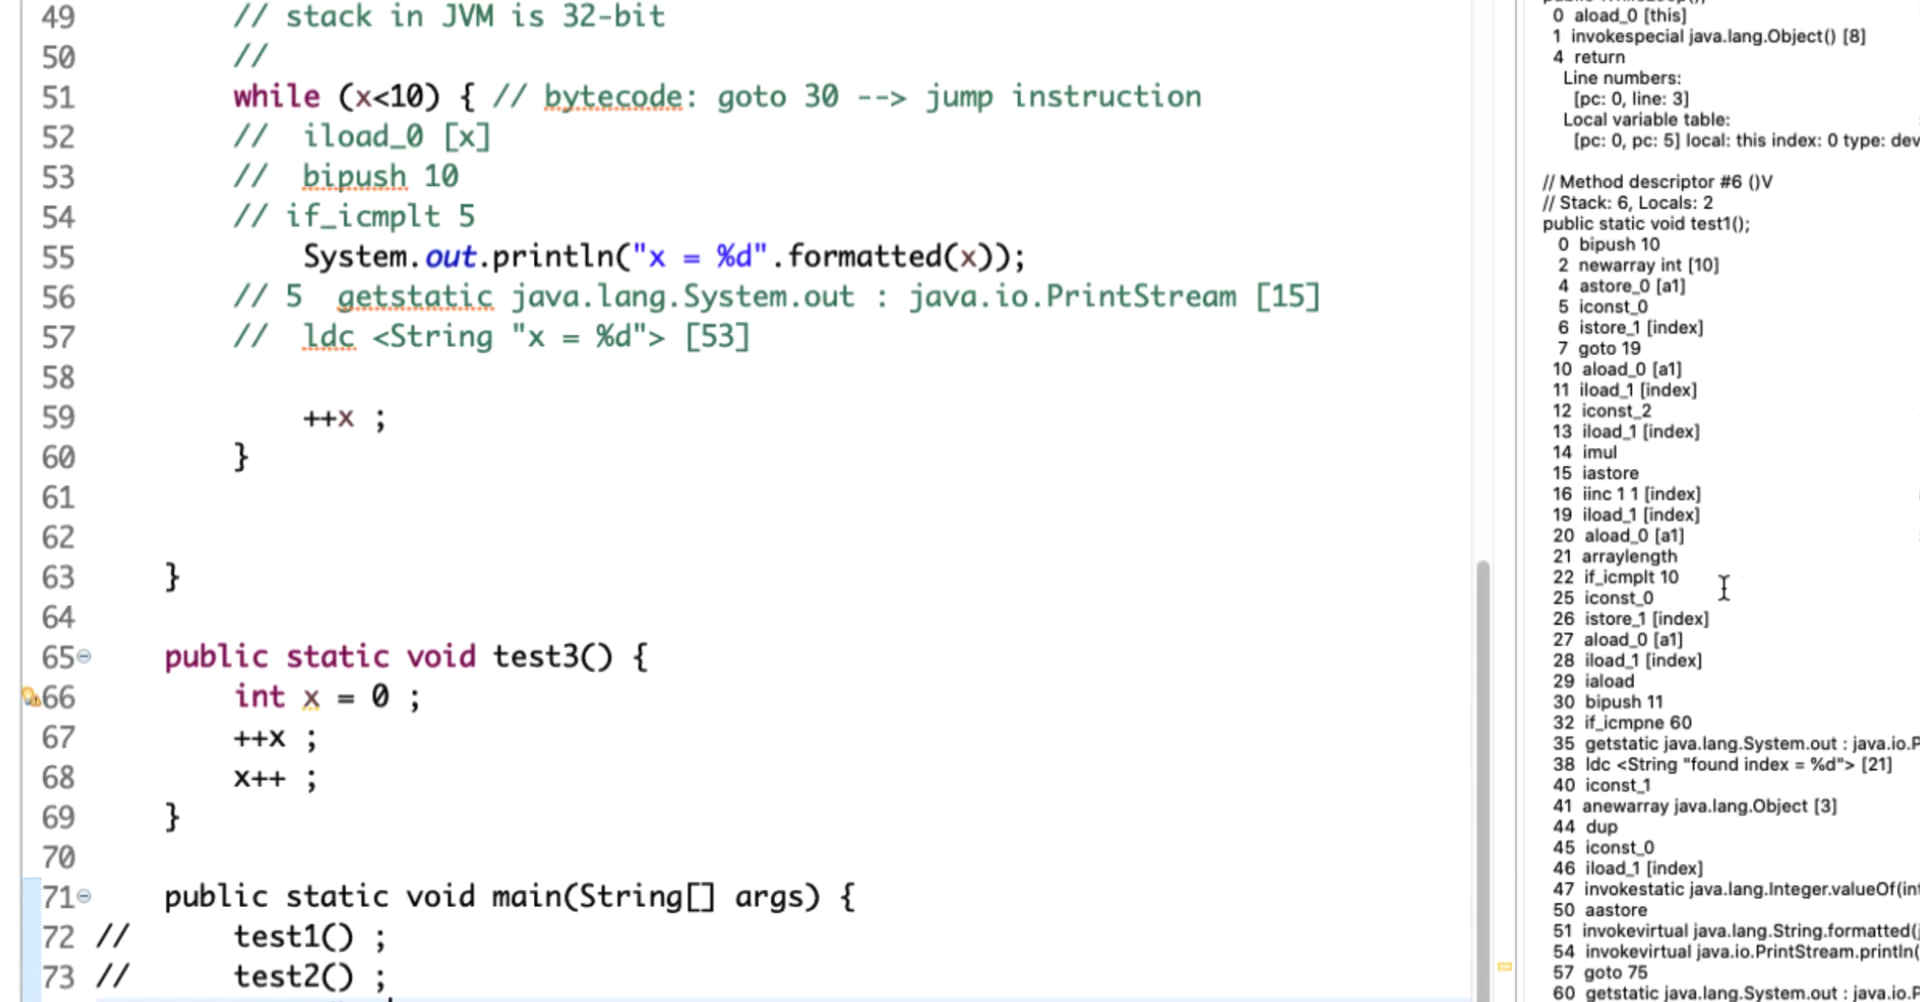 49 // stack in JVM is 32-bit
50 //
51 while (x<10) { // bytecode: goto 30 --> jump instruction
52 //  iload_0 [x]
53 //  bipush 10
54 // if_icmplt 5
55 System.out.println("x = %d".formatted(x));
56 // 5  getstatic java.lang.System.out : java.io.PrintStream [15]
57 //  ldc <String "x = %d"> [53]
58
59 ++x ;
60 }
61
62
63 }
64
65 public static void test3() {
66 int x = 0 ;
67 ++x ;
68 x++ ;
69 }
70
71 public static void main(String[] args) {
72 // test1() ;
73 // test2() ;
0 aload_0 [this]
1 invokespecial java.lang.Object() [8]
4 return
Line numbers:
[pc: 0, line: 3]
Local variable table:
[pc: 0, pc: 5] local: this index: 0 type: dev
// Method descriptor #6 ()V
// Stack: 6, Locals: 2
public static void test1();
0 bipush 10
2 newarray int [10]
4 astore_0 [a1]
5 iconst_0
6 istore_1 [index]
7 goto 19
10 aload_0 [a1]
11 iload_1 [index]
12 iconst_2
13 iload_1 [index]
14 imul
15 iastore
16 iinc 1 1 [index]
19 iload_1 [index]
20 aload_0 [a1]
21 arraylength
22 if_icmplt 10
25 iconst_0
26 istore_1 [index]
27 aload_0 [a1]
28 iload_1 [index]
29 iaload
30 bipush 11
32 if_icmpne 60
35 getstatic java.lang.System.out : java.io.P
38 ldc <String "found index = %d"> [21]
40 iconst_1
41 anewarray java.lang.Object [3]
44 dup
45 iconst_0
46 iload_1 [index]
47 invokestatic java.lang.Integer.valueOf(int
50 aastore
51 invokevirtual java.lang.String.formatted(
54 invokevirtual java.io.PrintStream.println(
57 goto 75
60 getstatic java.lang.System.out : java.io.P